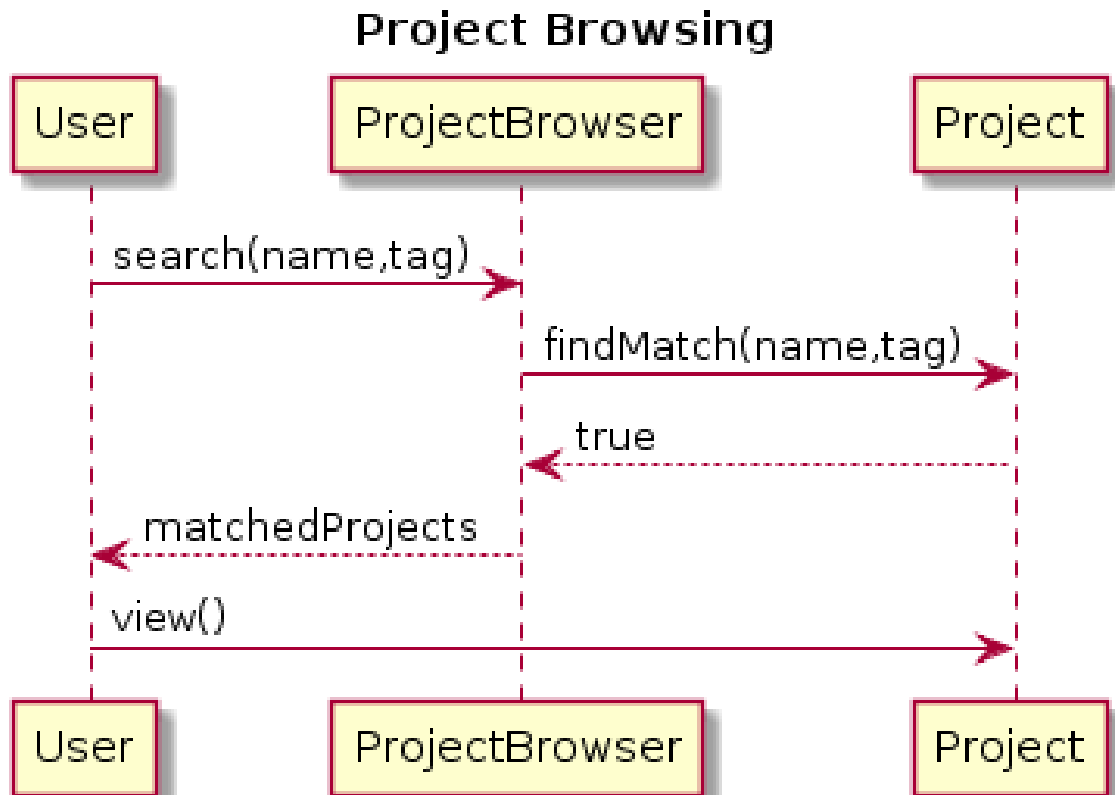 Project Browsing
User
ProjectBrowser
Project
search(name,tag)
findMatch(name,tag)
true
matchedProjects
view()
User
ProjectBrowser
Project